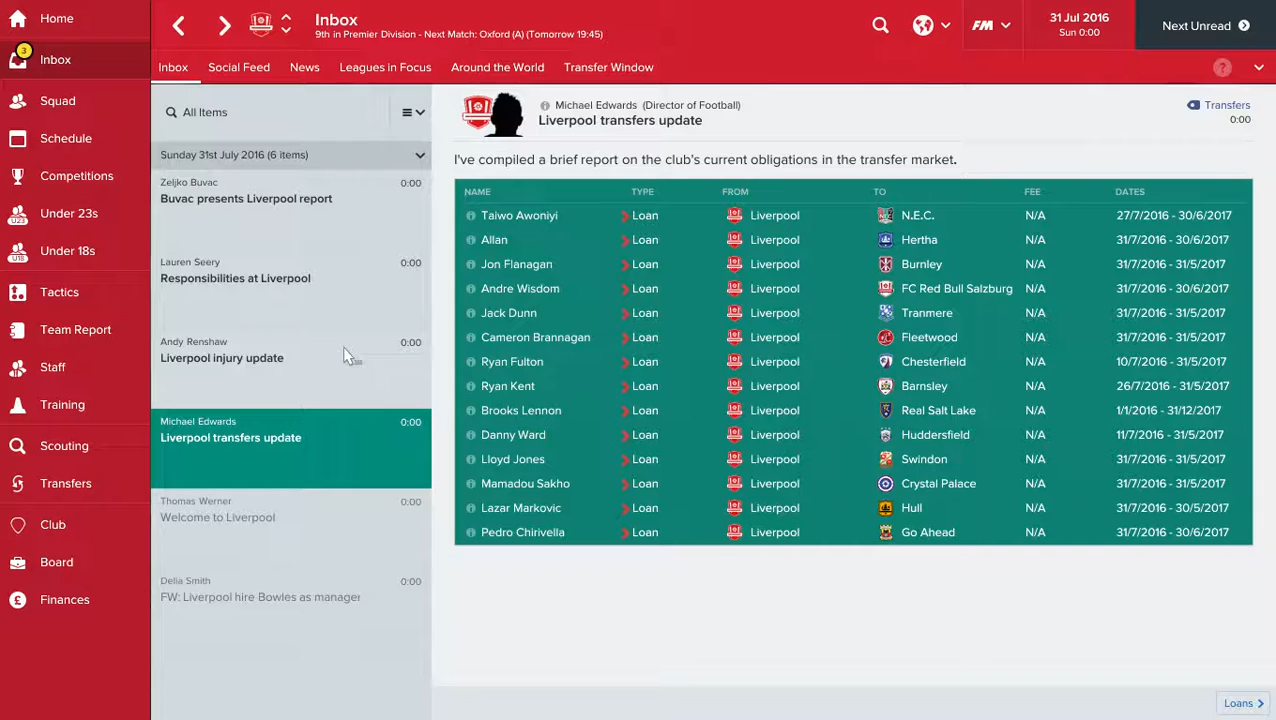 Home
3
Inbox
Squad
Schedule
Competitions
U23
Under 23s
U18
Under 18s
Tactics
Team Report
Staff
Training
Scouting
Transfers
Club
Board
£
Finances
Inbox
9th in Premier Division - Next Match: Oxford (A) (Tomorrow 19:45)
FM
31 Jul 2016
Sun 0:00
Next Unread
Inbox Social Feed News Leagues in Focus Around the World Transfer Window
?
All Items
Sunday 31st July 2016 (6 items)
Zeljko Buvac 0:00
Buvac presents Liverpool report
Lauren Seery 0:00
Responsibilities at Liverpool
Andy Renshaw 0:00
Liverpool injury update
Michael Edwards 0:00
Liverpool transfers update
Thomas Werner 0:00
Welcome to Liverpool
Delia Smith 0:00
FW: Liverpool hire Bowles as manager
Michael Edwards (Director of Football)
Liverpool transfers update
Transfers
0:00
I've compiled a brief report on the club's current obligations in the transfer market.
NAME TYPE FROM TO FEE DATES
Taiwo Awoniyi Loan Liverpool N.E.C. N/A 27/7/2016 - 30/6/2017
Allan Loan Liverpool Hertha N/A 31/7/2016 - 30/6/2017
Jon Flanagan Loan Liverpool Burnley N/A 31/7/2016 - 31/5/2017
Andre Wisdom Loan Liverpool FC Red Bull Salzburg N/A 31/7/2016 - 30/6/2017
Jack Dunn Loan Liverpool Tranmere N/A 31/7/2016 - 31/5/2017
Cameron Brannagan Loan Liverpool Fleetwood N/A 31/7/2016 - 31/5/2017
Ryan Fulton Loan Liverpool Chesterfield N/A 10/7/2016 - 31/5/2017
Ryan Kent Loan Liverpool Barnsley N/A 26/7/2016 - 31/5/2017
Brooks Lennon Loan Liverpool Real Salt Lake N/A 1/1/2016 - 31/12/2017
Danny Ward Loan Liverpool Huddersfield N/A 11/7/2016 - 31/5/2017
Lloyd Jones Loan Liverpool Swindon N/A 31/7/2016 - 31/5/2017
Mamadou Sakho Loan Liverpool Crystal Palace N/A 31/7/2016 - 31/5/2017
Lazar Markovic Loan Liverpool Hull N/A 31/7/2016 - 30/5/2017
Pedro Chirivella Loan Liverpool Go Ahead N/A 31/7/2016 - 30/6/2017
Loans